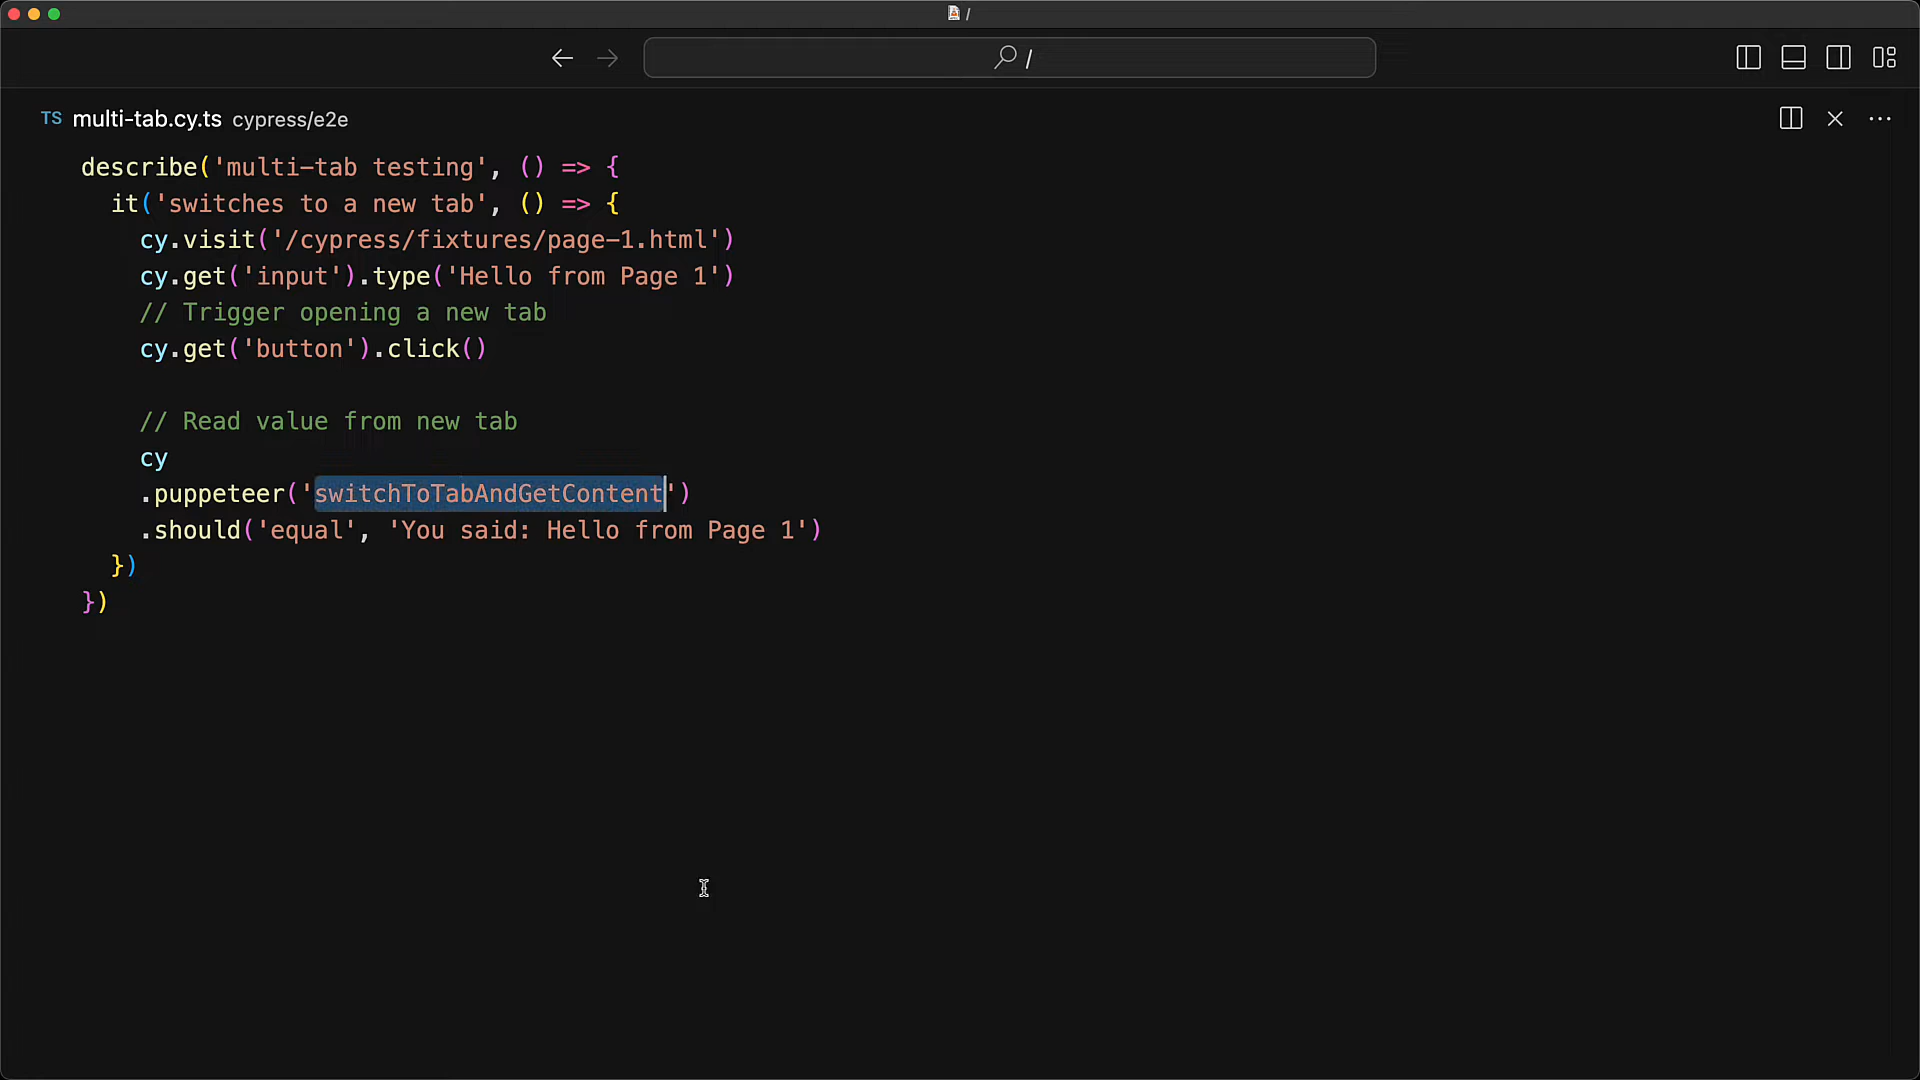 /
/
TS multi-tab.cy.ts cypress/e2e
describe('multi-tab testing', () => {
  it('switches to a new tab', () => {
    cy.visit('/cypress/fixtures/page-1.html')
    cy.get('input').type('Hello from Page 1')
    // Trigger opening a new tab
    cy.get('button').click()
    // Read value from new tab
    cy
    .puppeteer('switchToTabAndGetContent')
    .should('equal', 'You said: Hello from Page 1')
  })
})